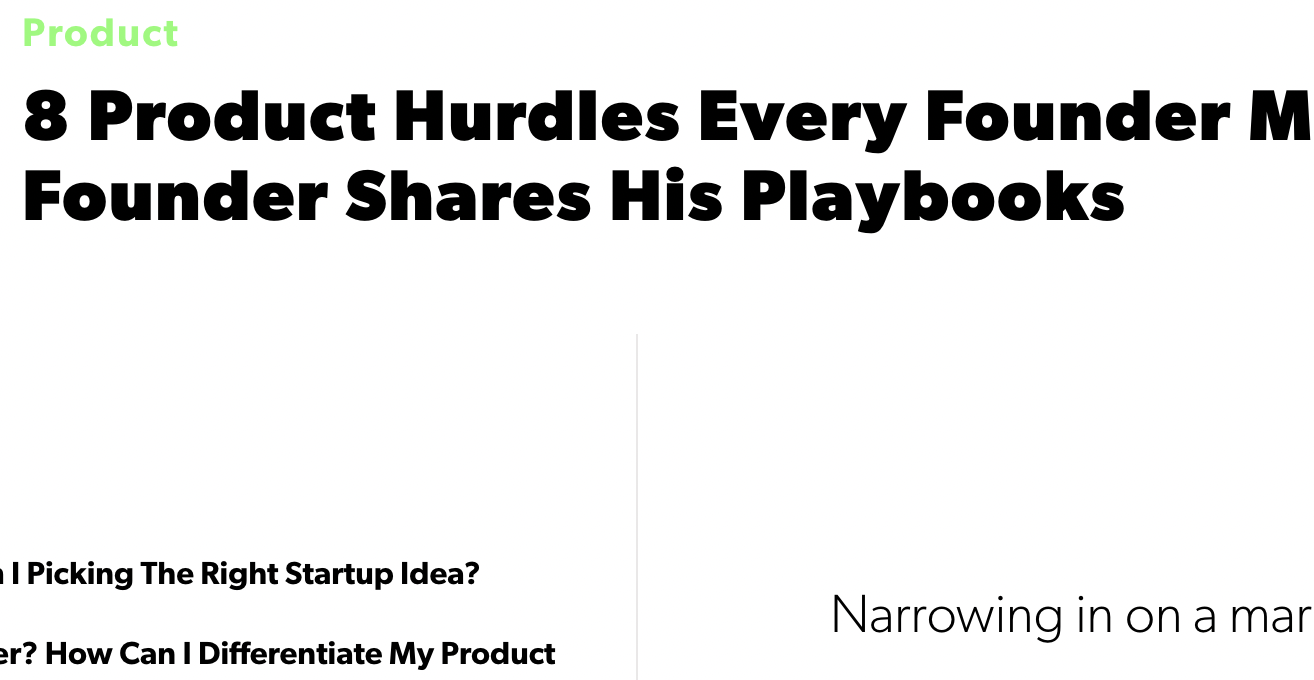 Product
8 Product Hurdles Every Founder M
Founder Shares His Playbooks
I Picking The Right Startup Idea?
er? How Can I Differentiate My Product
Narrowing in on a mar